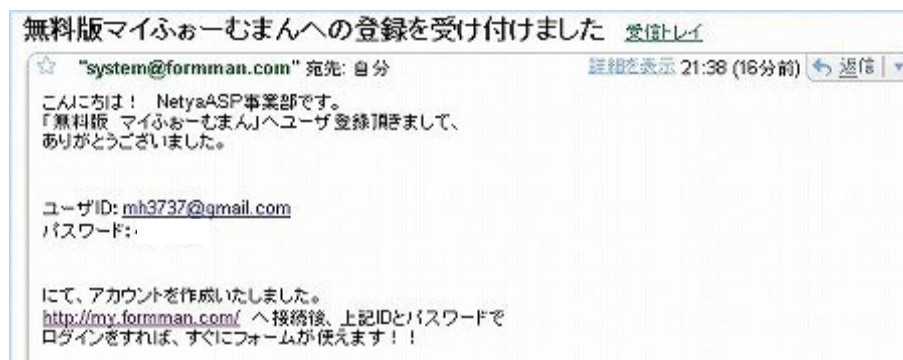 無料版マイふぉーむまんへの登録を受け付けました 受信トレイ
"system@formman.com" 宛先: 自分 詳細を表示 21:38 (16分前) 返信
こんにちは！ NetyaASP事業部です。
「無料版 マイふぉーむまん」へユーザ登録頂きまして、
ありがとうございました。
ユーザID: mh3737@gmail.com
パスワード:
にて、アカウントを作成いたしました。
http://my.formman.com/ へ接続後、上記IDとパスワードで
ログインをすれば、すぐにフォームが使えます！！